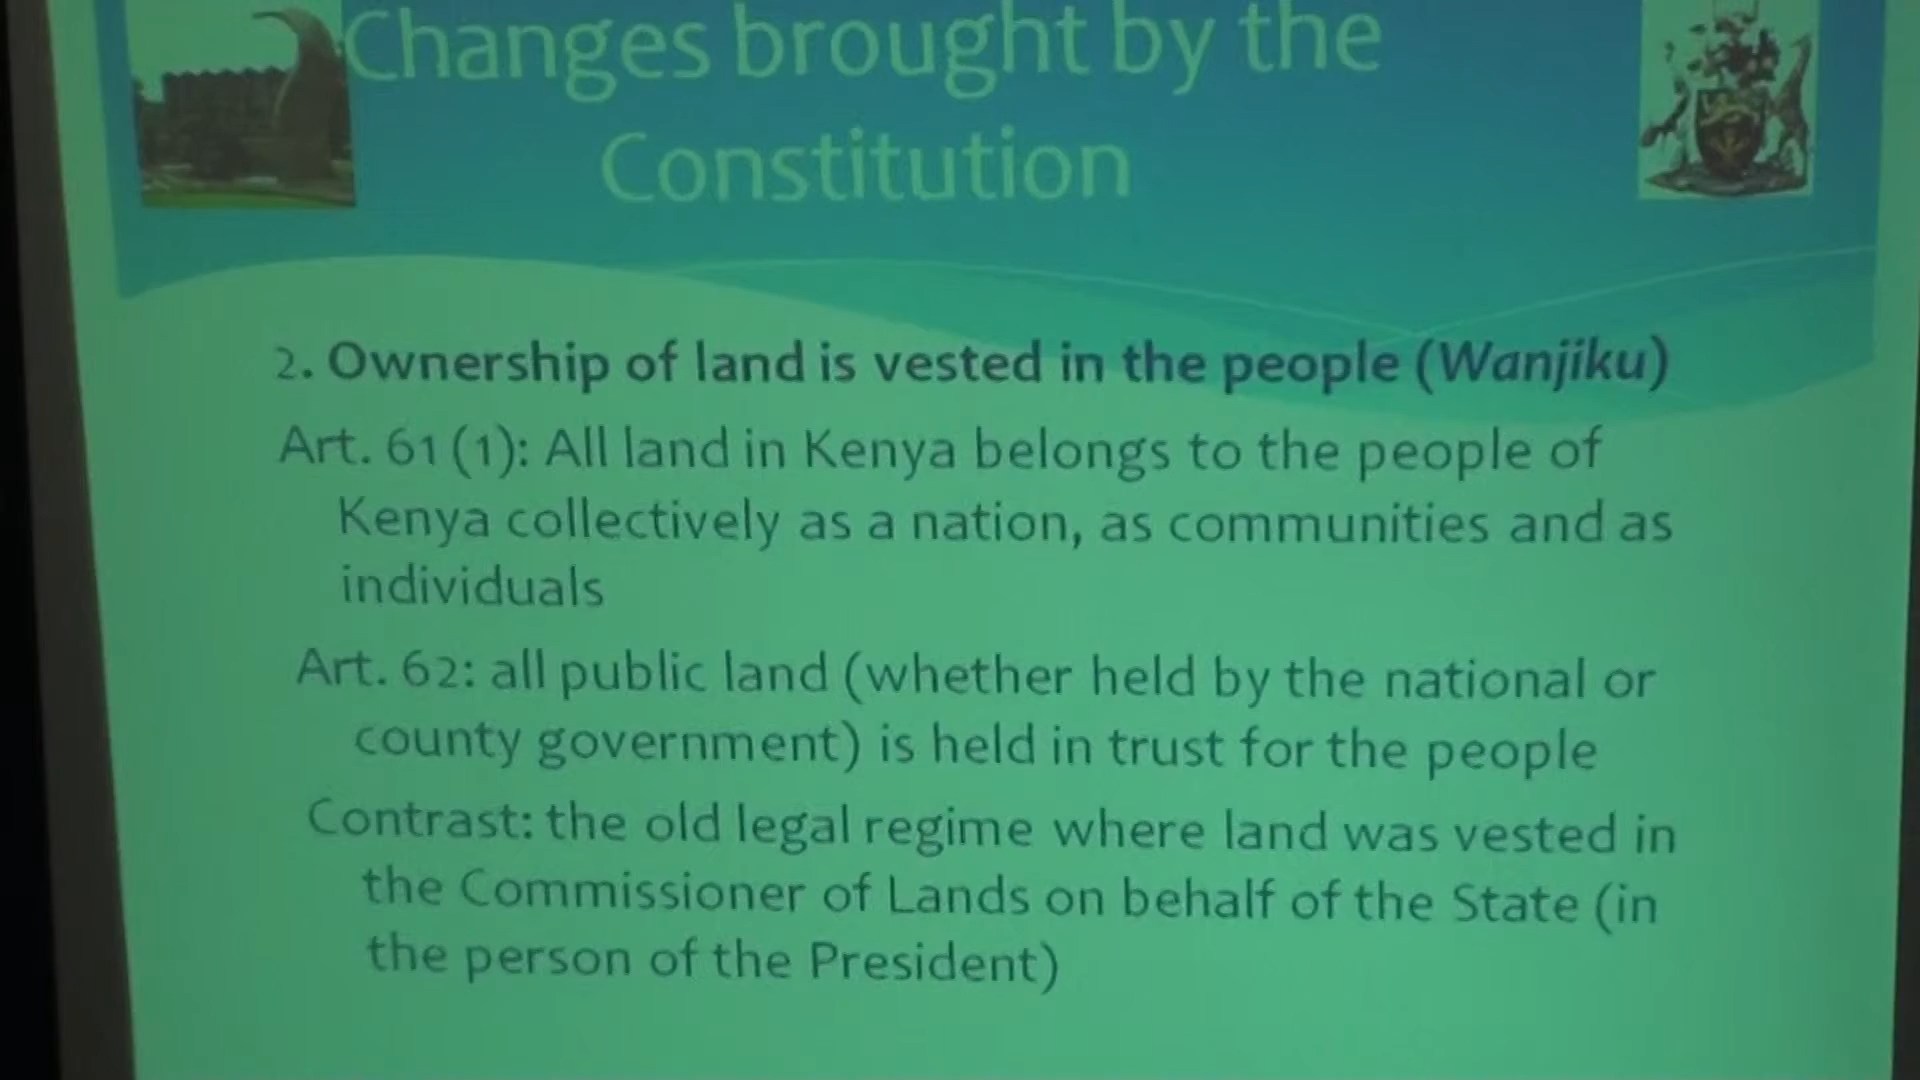 Changes brought by the
Constitution
2. Ownership of land is vested in the people (Wanjiku)
Art. 61 (1): All land in Kenya belongs to the people of
Kenya collectively as a nation, as communities and as
individuals
Art. 62: all public land (whether held by the national or
county government) is held in trust for the people
Contrast: the old legal regime where land was vested in
the Commissioner of Lands on behalf of the State (in
the person of the President)